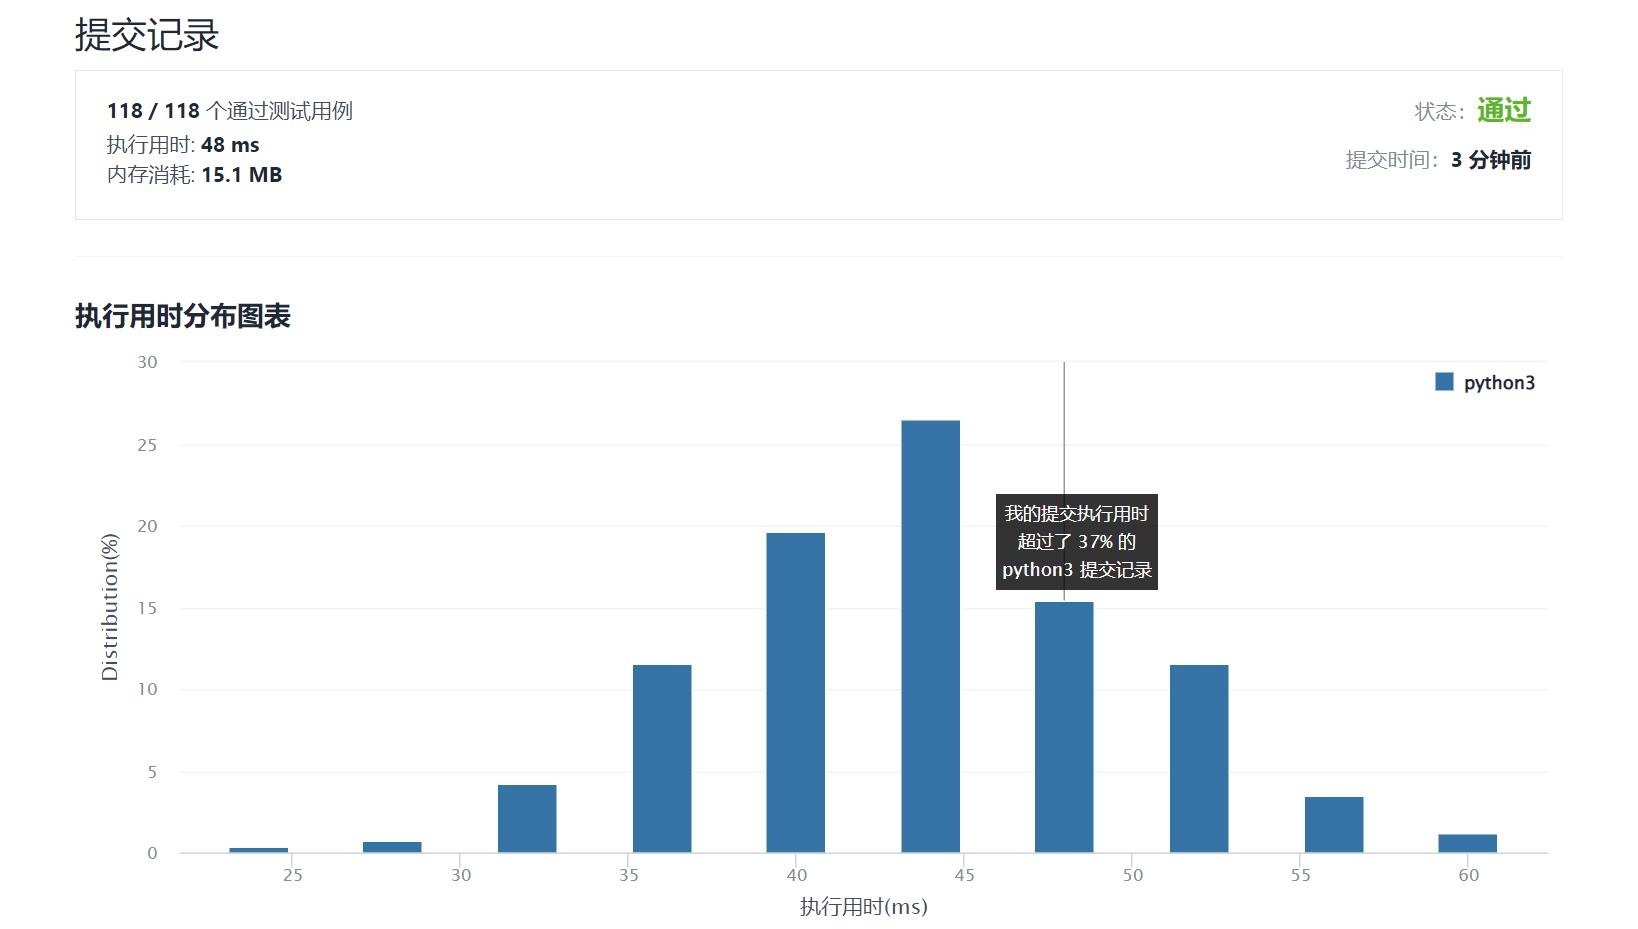 提交记录
118 / 118 个通过测试用例
状态：通过
执行用时: 48 ms
提交时间：3 分钟前
内存消耗: 15.1 MB
执行用时分布图表
30
25
20
15
10
5
0
Distribution(%)
python3
我的提交执行用时
超过了 37% 的
python3 提交记录
25 30 35 40 45 50 55 60
执行用时(ms)